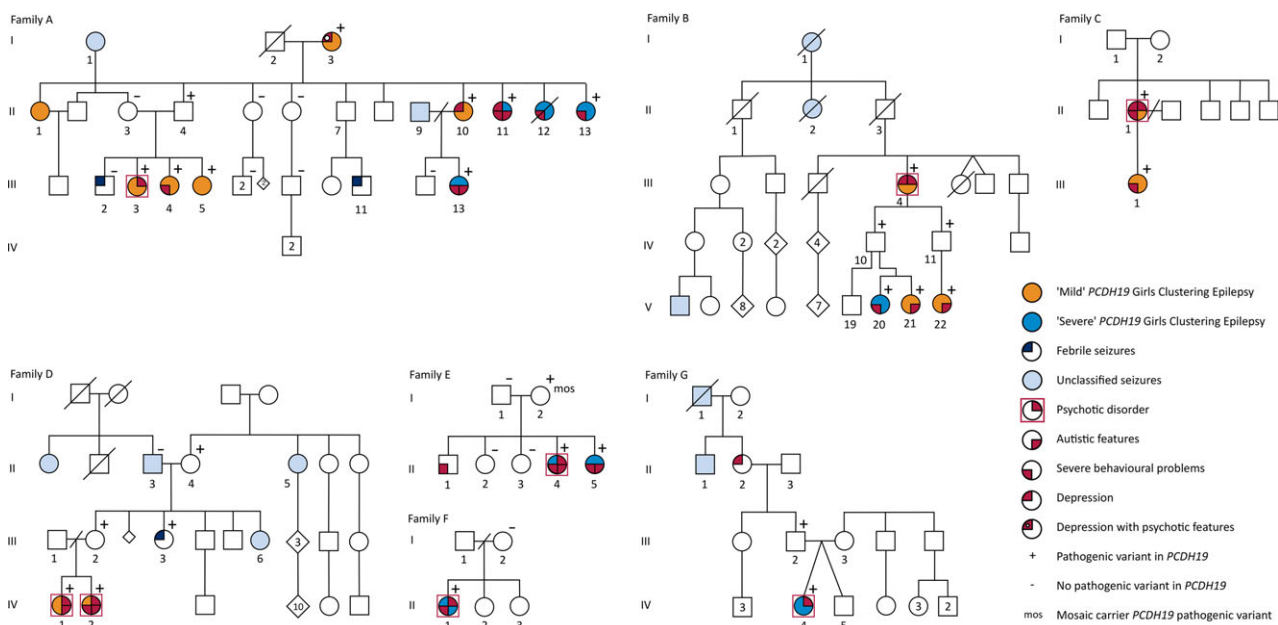 Family A
I
1
2
3
+
II
1
3
-
4
+
-
-
7
9
10
+
11
+
12
13
+
III
2
-
3
+
4
+
5
+
2
-
-
11
-
13
+
IV
2
Family B
I
1
II
1
2
3
III
4
+
IV
2
2
4
10
+
11
+
V
8
7
19
20
+
21
+
22
+
Family C
I
1
2
II
1
+
III
1
+
Family D
I
II
3
-
4
+
5
III
1
2
+
3
+
6
3
IV
1
+
2
+
10
Family E
I
1
-
2
+
mos
II
1
2
-
3
-
4
+
5
+
Family F
I
1
2
-
II
1
+
2
3
Family G
I
1
2
II
1
2
3
III
2
+
3
IV
3
4
+
5
3
2
'Mild' PCDH19 Girls Clustering Epilepsy
'Severe' PCDH19 Girls Clustering Epilepsy
Febrile seizures
Unclassified seizures
Psychotic disorder
Autistic features
Severe behavioural problems
Depression
Depression with psychotic features
+ Pathogenic variant in PCDH19
- No pathogenic variant in PCDH19
mos Mosaic carrier PCDH19 pathogenic variant